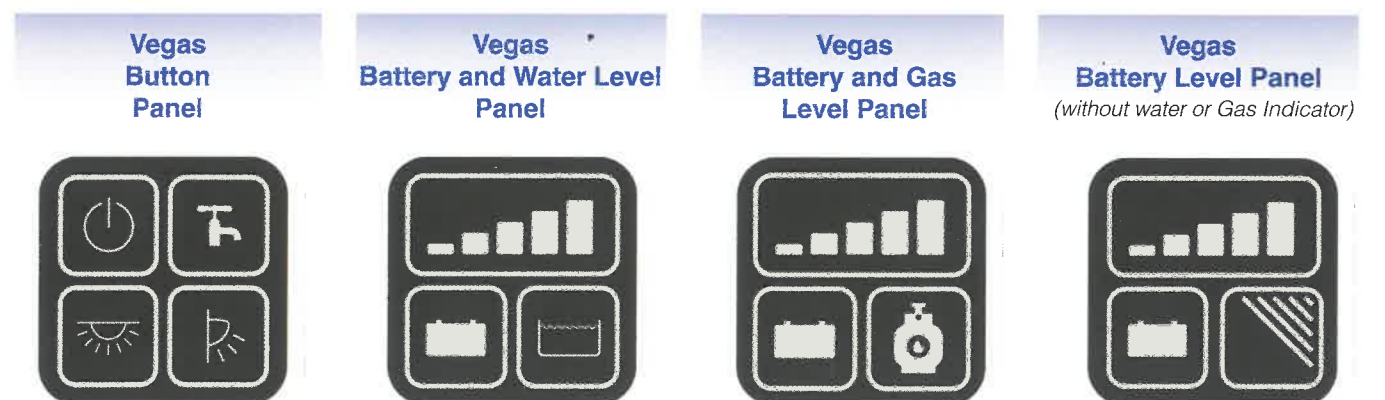 Vegas
Button
Panel
Vegas
Battery and Water Level
Panel
Vegas
Battery and Gas
Level Panel
Vegas
Battery Level Panel
(without water or Gas Indicator)